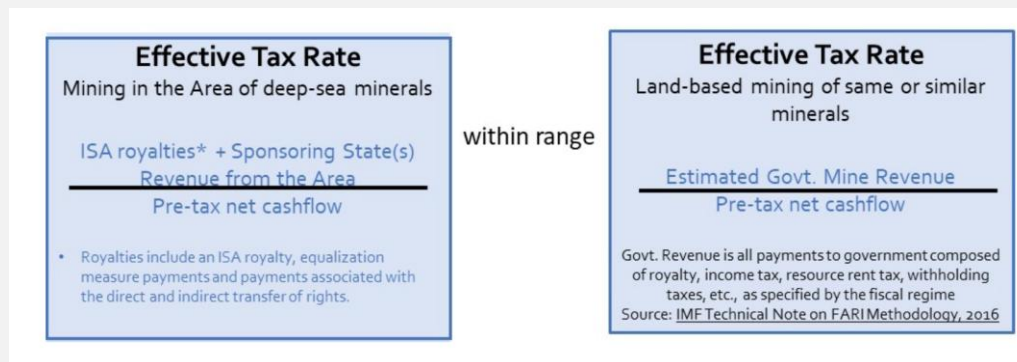 Effective Tax Rate
Mining in the Area of deep-sea minerals
ISA royalties* + Sponsoring State(s)
Revenue from the Area
Pre-tax net cashflow
• Royalties include an ISA royalty, equalization
measure payments and payments associated with
the direct and indirect transfer of rights.
within range
Effective Tax Rate
Land-based mining of same or similar
minerals
Estimated Govt. Mine Revenue
Pre-tax net cashflow
Govt. Revenue is all payments to government composed
of royalty, income tax, resource rent tax, withholding
taxes, etc., as specified by the fiscal regime
Source: IMF Technical Note on FARI Methodology, 2016